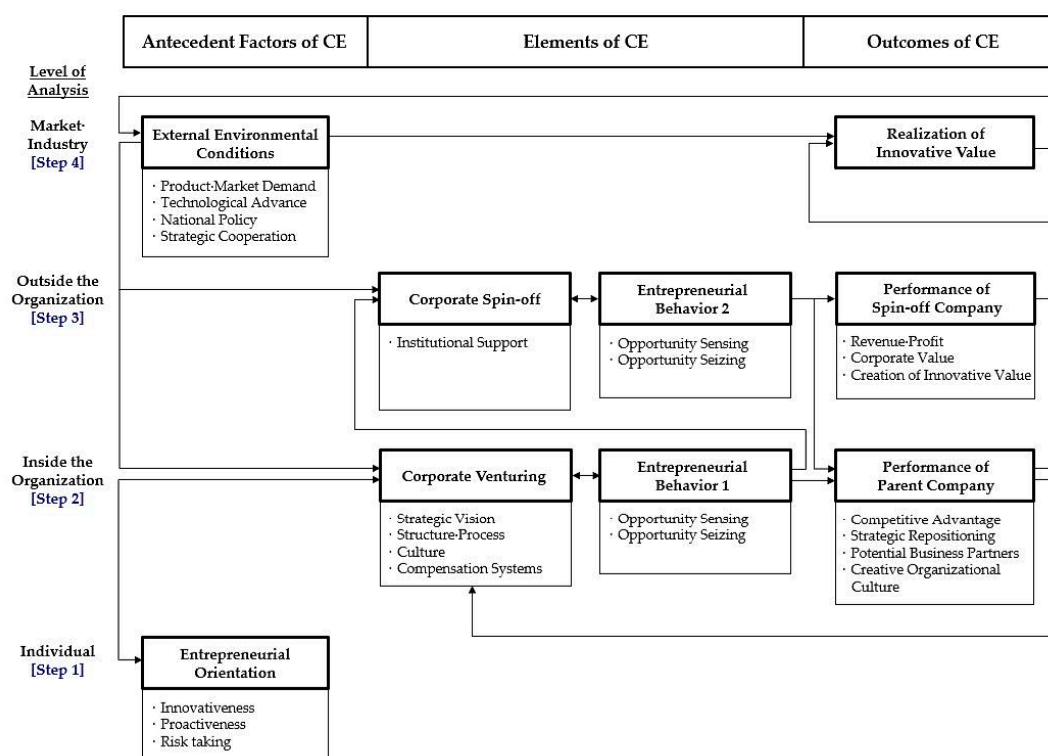 Antecedent Factors of CE
Elements of CE
Outcomes of CE
Level of
Analysis
Market·
Industry
[Step 4]
External Environmental
Conditions
· Product·Market Demand
· Technological Advance
· National Policy
· Strategic Cooperation
Realization of
Innovative Value
Outside the
Organization
[Step 3]
Corporate Spin-off
· Institutional Support
Entrepreneurial
Behavior 2
· Opportunity Sensing
· Opportunity Seizing
Performance of
Spin-off Company
· Revenue·Profit
· Corporate Value
· Creation of Innovative Value
Inside the
Organization
[Step 2]
Corporate Venturing
· Strategic Vision
· Structure·Process
· Culture
· Compensation Systems
Entrepreneurial
Behavior 1
· Opportunity Sensing
· Opportunity Seizing
Performance of
Parent Company
· Competitive Advantage
· Strategic Repositioning
· Potential Business Partners
· Creative Organizational
Culture
Individual
[Step 1]
Entrepreneurial
Orientation
· Innovativeness
· Proactiveness
· Risk taking